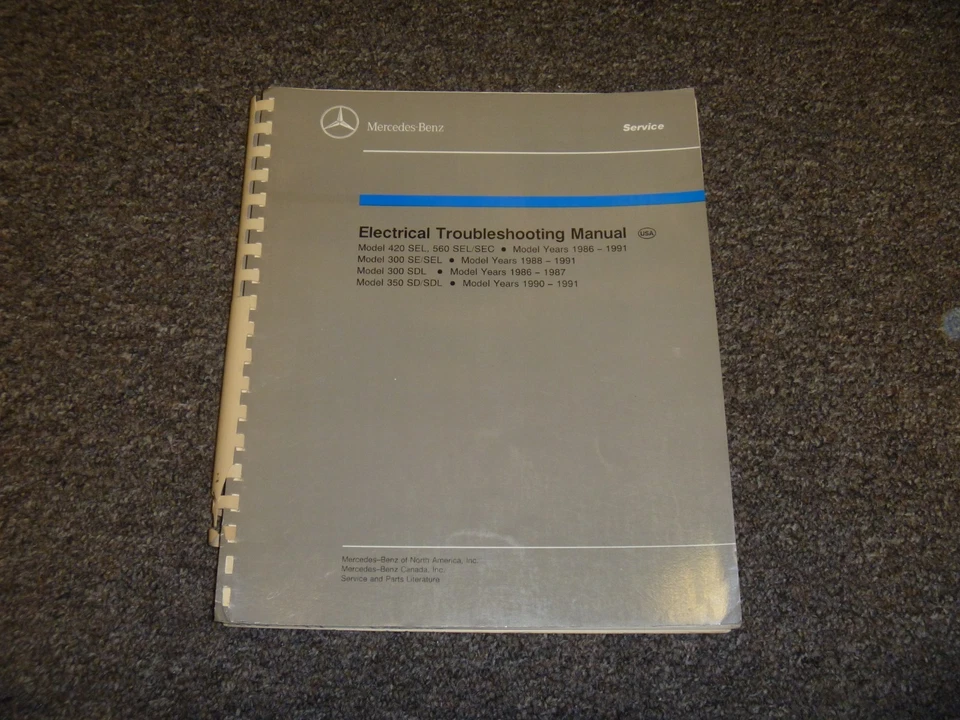 Mercedes-Benz
Service
Electrical Troubleshooting Manual USA
Model 420 SEL, 560 SEL/SEC ● Model Years 1986 – 1991
Model 300 SE/SEL ● Model Years 1988 – 1991
Model 300 SDL ● Model Years 1986 – 1987
Model 350 SD/SDL ● Model Years 1990 – 1991
Mercedes-Benz of North America, Inc.
Mercedes-Benz Canada, Inc.
Service and Parts Literature